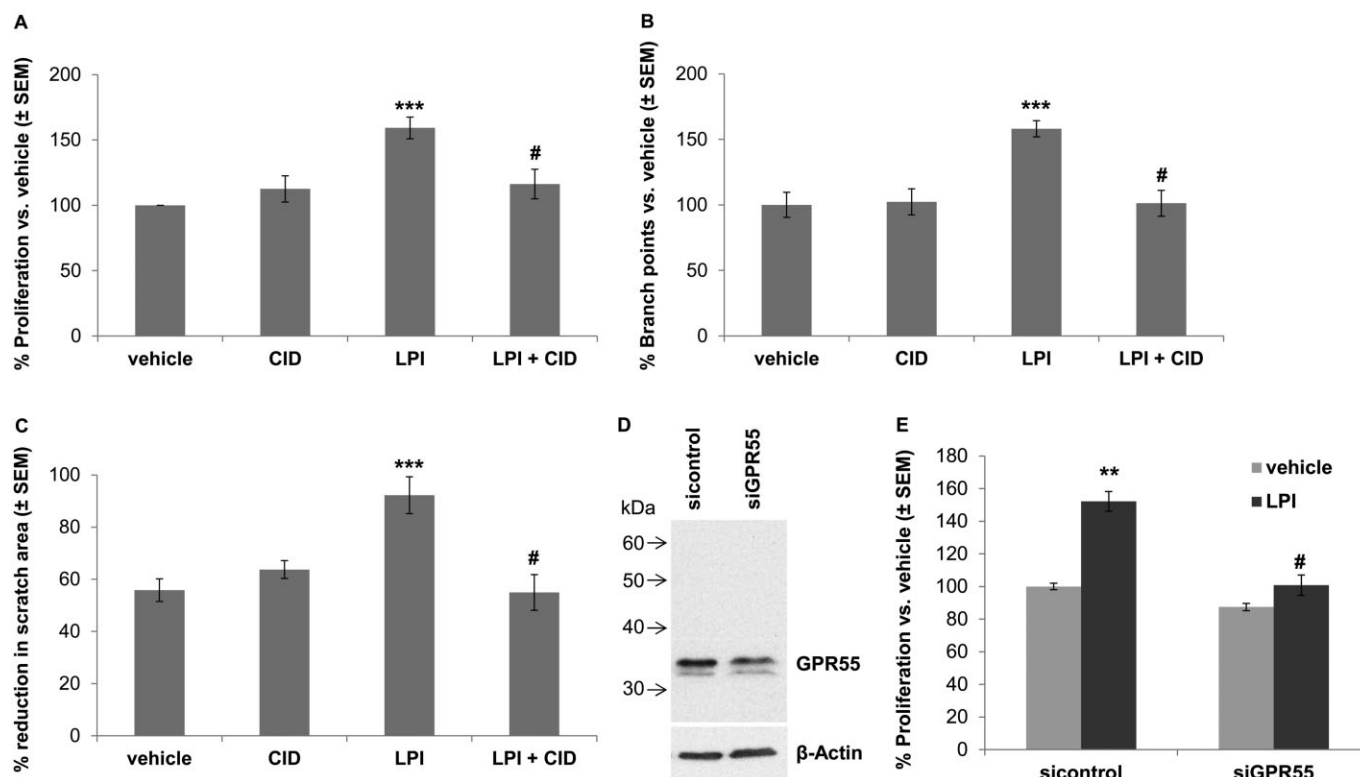 A
% Proliferation vs. vehicle (± SEM)
200
150
100
50
0
***
#
vehicle CID LPI LPI + CID
B
% Branch points vs. vehicle (± SEM)
200
150
100
50
0
***
#
vehicle CID LPI LPI + CID
C
% reduction in scratch area (± SEM)
100
80
60
40
20
0
***
#
vehicle CID LPI LPI + CID
D
sicontrol
siGPR55
kDa
60→
50→
40→
30→
GPR55
β-Actin
E
% Proliferation vs. vehicle (± SEM)
180
160
140
120
100
80
60
40
20
0
**
#
vehicle
LPI
sicontrol siGPR55